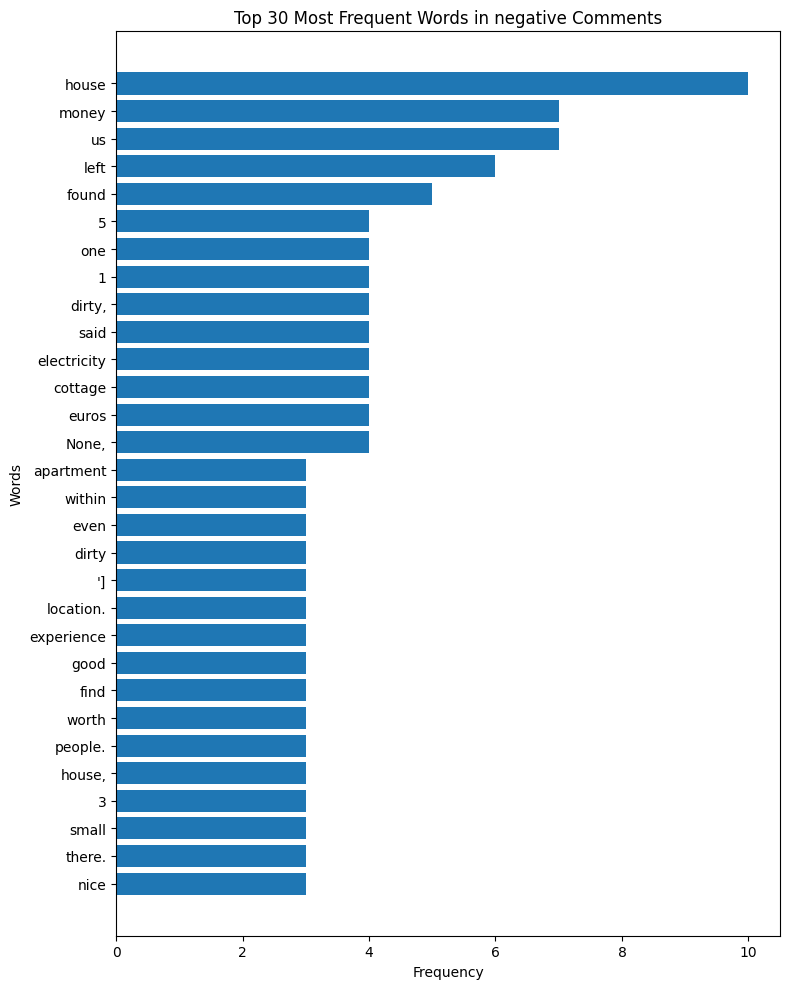 Top 30 Most Frequent Words in negative Comments
house
money
us
left
found
5
one
1
dirty,
said
electricity
cottage
euros
None,
apartment
within
even
dirty
']
location.
experience
good
find
worth
people.
house,
3
small
there.
nice
Words
0 2 4 6 8 10
Frequency